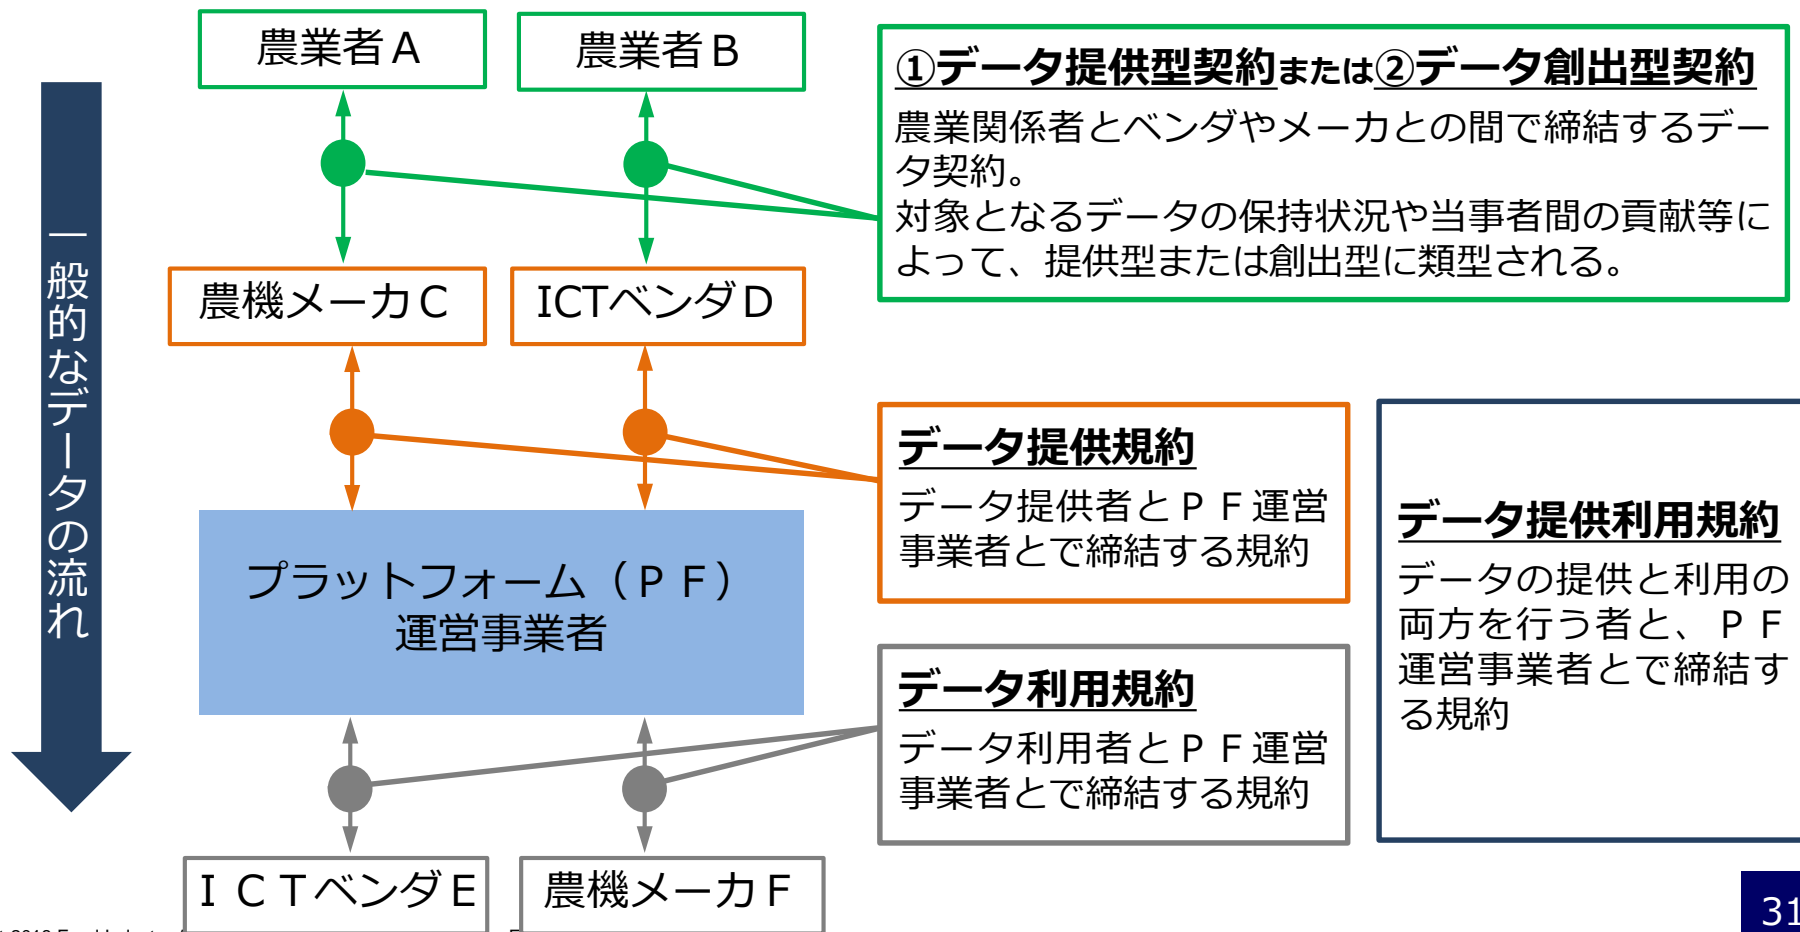 農業者A
農業者B
①データ提供型契約または②データ創出型契約
農業関係者とベンダやメーカとの間で締結するデー
タ契約。
対象となるデータの保持状況や当事者間の貢献等に
よって、提供型または創出型に類型される。
一般的なデータの流れ
農機メーカC
ICTベンダD
データ提供規約
データ提供者とPF運営
事業者とで締結する規約
データ提供利用規約
データの提供と利用の
両方を行う者と、PF
運営事業者とで締結す
る規約
プラットフォーム（PF）
運営事業者
データ利用規約
データ利用者とPF運営
事業者とで締結する規約
ICTベンダE
農機メーカF
31